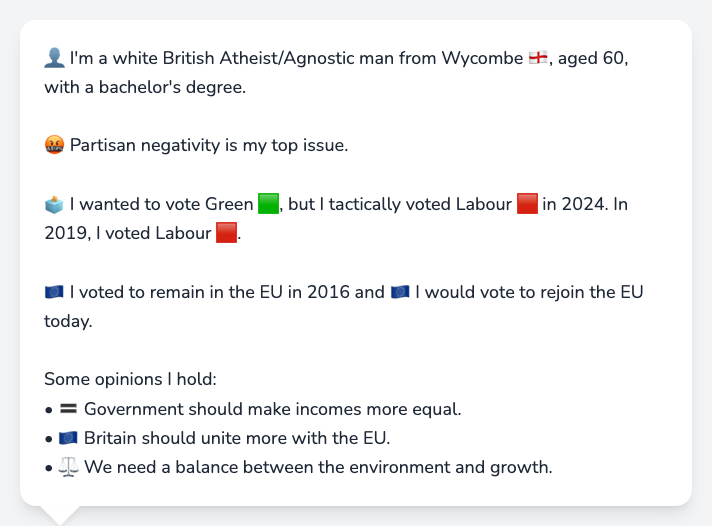 👤 I'm a white British Atheist/Agnostic man from Wycombe 🏴󠁧󠁢󠁥󠁮󠁧󠁿, aged 60,
with a bachelor's degree.
🤬 Partisan negativity is my top issue.
🗳️ I wanted to vote Green 🟩, but I tactically voted Labour 🟥 in 2024. In
2019, I voted Labour 🟥.
🇪🇺 I voted to remain in the EU in 2016 and 🇪🇺 I would vote to rejoin the EU
today.
Some opinions I hold:
• 🟰 Government should make incomes more equal.
• 🇪🇺 Britain should unite more with the EU.
• ⚖️ We need a balance between the environment and growth.